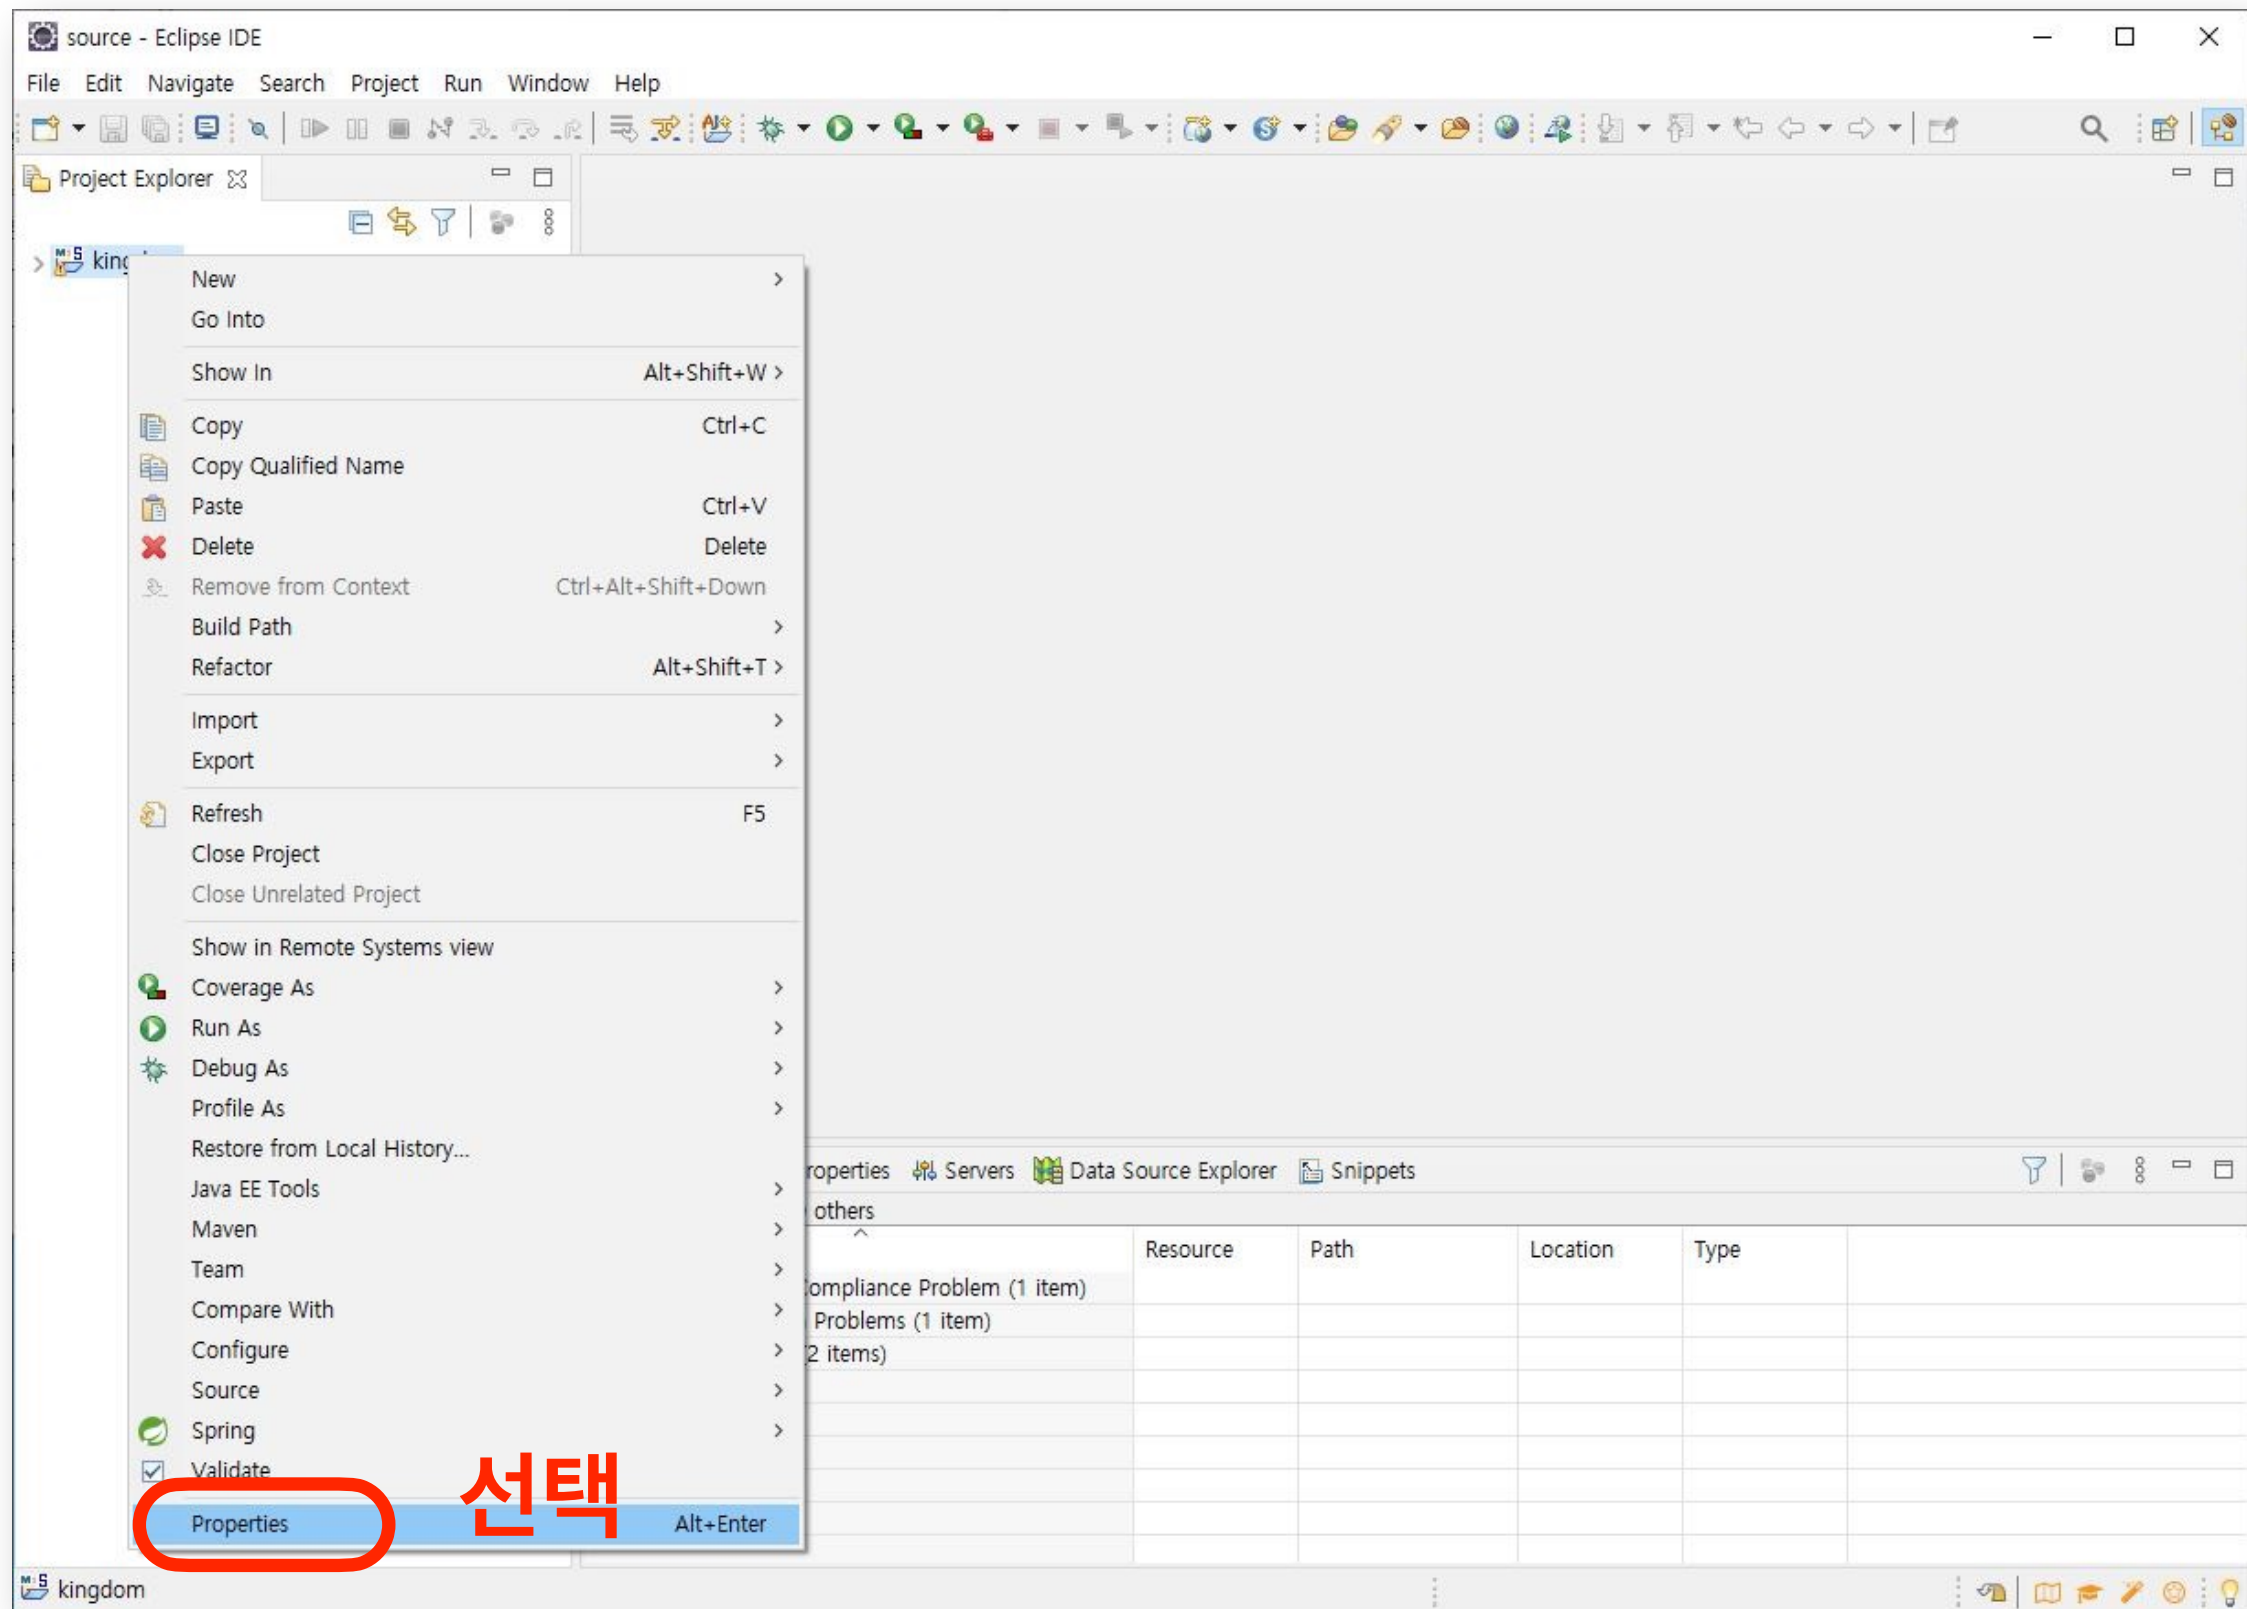 source - Eclipse IDE
File Edit Navigate Search Project Run Window Help
Project Explorer
New
Go Into
Show In Alt+Shift+W
Copy Ctrl+C
Copy Qualified Name
Paste Ctrl+V
Delete Delete
Remove from Context Ctrl+Alt+Shift+Down
Build Path
Refactor Alt+Shift+T
Import
Export
Refresh F5
Close Project
Close Unrelated Project
Show in Remote Systems view
Coverage As
Run As
Debug As
Profile As
Restore from Local History...
Java EE Tools
Maven
Team
Compare With
Configure
Source
Spring
Validate
선택
Properties Alt+Enter
Servers Data Source Explorer Snippets
others
Resource Path Location Type
Problem (1 item)
Problems (1 item)
2 items)
kingdom